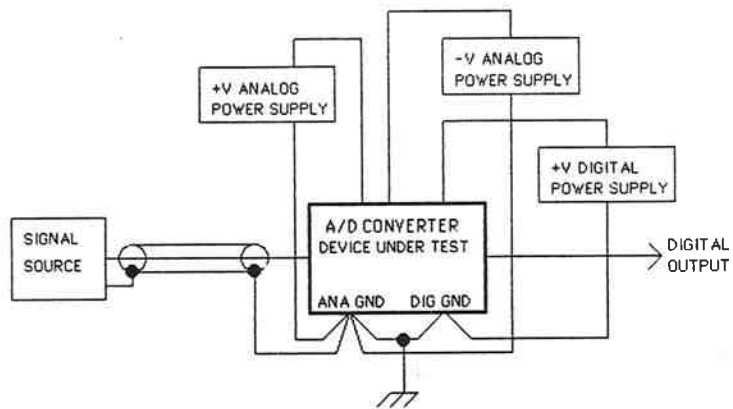 +V ANALOG
POWER SUPPLY
-V ANALOG
POWER SUPPLY
+V DIGITAL
POWER SUPPLY
SIGNAL
SOURCE
A/D CONVERTER
DEVICE UNDER TEST
ANA GND DIG GND
DIGITAL
OUTPUT